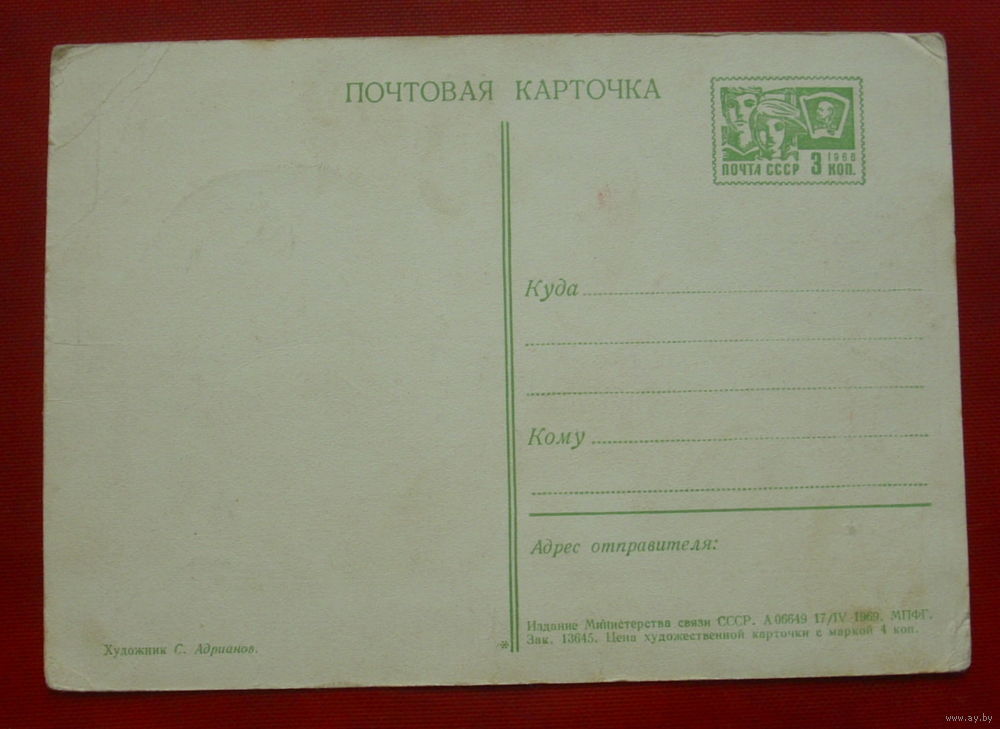 ПОЧТОВАЯ КАРТОЧКА
1966
ПОЧТА СССР 3 КОП.
Куда
Кому
Адрес отправителя:
Издание Министерства связи СССР. А 06649 17/IV 1969. МПФГ.
Зак. 13645. Цена художественной карточки с маркой 4 коп.
Художник С. Адрианов.
*
www.ay.by